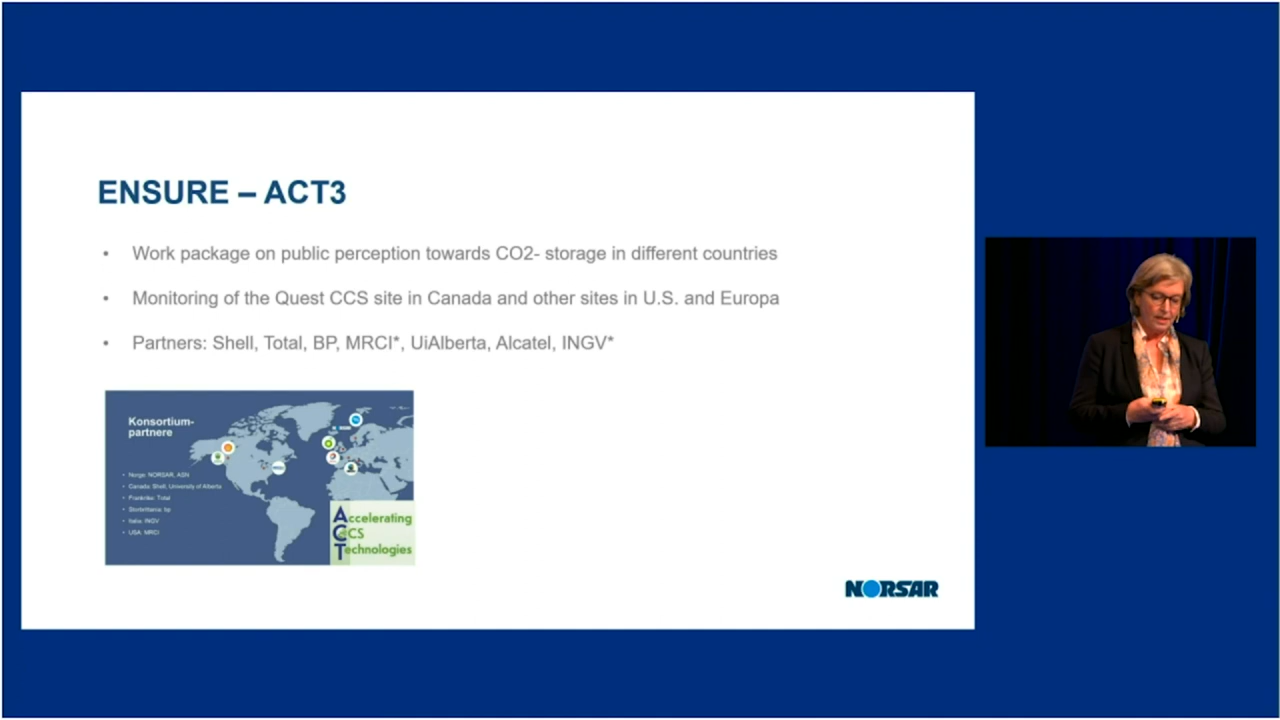 ENSURE – ACT3
• Work package on public perception towards CO2- storage in different countries
• Monitoring of the Quest CCS site in Canada and other sites in U.S. and Europa
• Partners: Shell, Total, BP, MRCI*, UiAlberta, Alcatel, INGV*
Konsortium-
partnere
• Norge: NORSAR, ASN
• Canada: Shell, University of Alberta
• Frankrike: Total
• Storbritannia: bp
• Italia: INGV
• USA: MRCI
Accelerating
CCS
Technologies
NORSAR